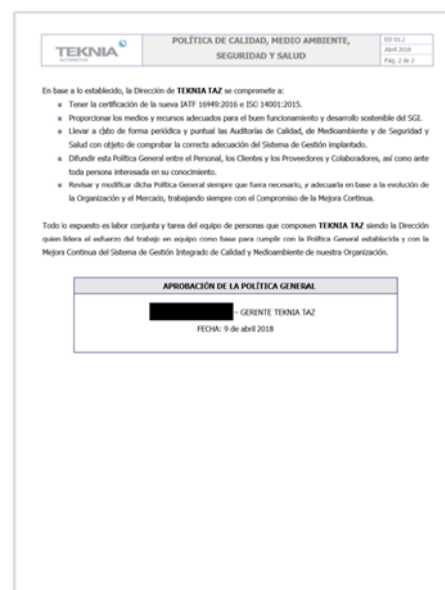 TEKNIA
AUTOMOTIVE
POLÍTICA DE CALIDAD, MEDIO AMBIENTE,
SEGURIDAD Y SALUD
ED-01.2
Abril 2018
Pág. 2 de 2
En base a lo establecido, la Dirección de TEKNIA TAZ se compromete a:
Tener la certificación de la nueva IATF 16949:2016 e ISO 14001:2015.
Proporcionar los medios y recursos adecuados para el buen funcionamiento y desarrollo sostenible del SGI.
Llevar a cabo de forma periódica y puntual las Auditorías de Calidad, de Medioambiente y de Seguridad y
Salud con objeto de comprobar la correcta adecuación del Sistema de Gestión implantado.
Difundir esta Política General entre el Personal, los Clientes y los Proveedores y Colaboradores, así como ante
toda persona interesada en su conocimiento.
Revisar y modificar dicha Política General siempre que fuera necesario, y adecuarla en base a la evolución de
la Organización y el Mercado, trabajando siempre con el Compromiso de la Mejora Continua.
Todo lo expuesto es labor conjunta y tarea del equipo de personas que componen TEKNIA TAZ siendo la Dirección
quien lidera el esfuerzo del trabajo en equipo como base para cumplir con la Política General establecida y con la
Mejora Continua del Sistema de Gestión Integrado de Calidad y Medioambiente de nuestra Organización.
APROBACIÓN DE LA POLÍTICA GENERAL
– GERENTE TEKNIA TAZ
FECHA: 9 de abril 2018